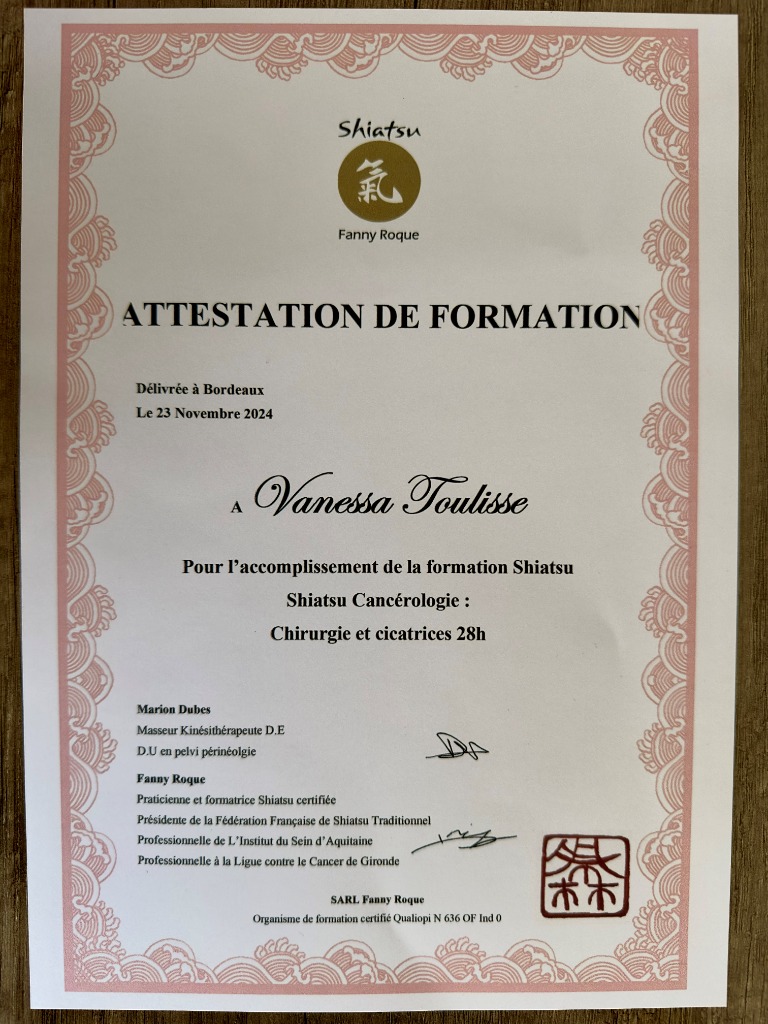 Shiatsu
氣
Fanny Roque
ATTESTATION DE FORMATION
Délivrée à Bordeaux
Le 23 Novembre 2024
A Vanessa Toulisse
Pour l'accomplissement de la formation Shiatsu
Shiatsu Cancérologie :
Chirurgie et cicatrices 28h
Marion Dubes
Masseur Kinésithérapeute D.E
D.U en pelvi périnéolgie
Fanny Roque
Praticienne et formatrice Shiatsu certifiée
Présidente de la Fédération Française de Shiatsu Traditionnel
Professionnelle de L'Institut du Sein d'Aquitaine
Professionnelle à la Ligue contre le Cancer de Gironde
SARL Fanny Roque
Organisme de formation certifié Qualiopi N 636 OF Ind 0